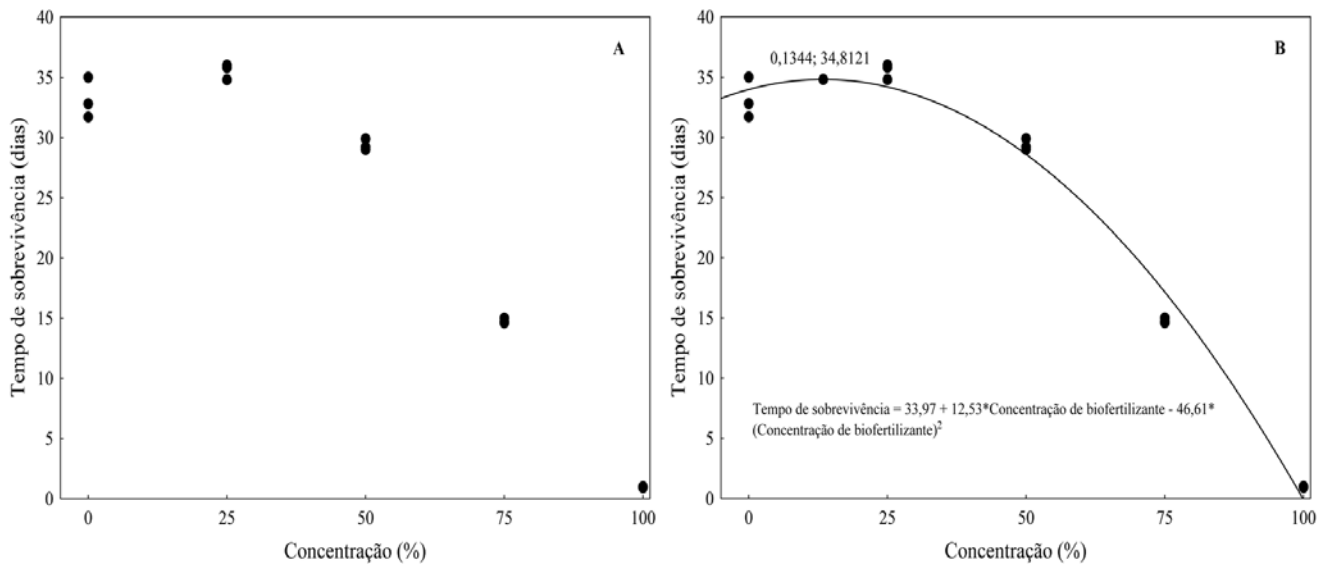 A
Tempo de sobrevivência (dias)
40
35
30
25
20
15
10
5
0
0 25 50 75 100
Concentração (%)
B
0,1344; 34,8121
Tempo de sobrevivência (dias)
40
35
30
25
20
15
10
5
0
Tempo de sobrevivência = 33,97 + 12,53*Concentração de biofertilizante - 46,61*
(Concentração de biofertilizante)²
0 25 50 75 100
Concentração (%)